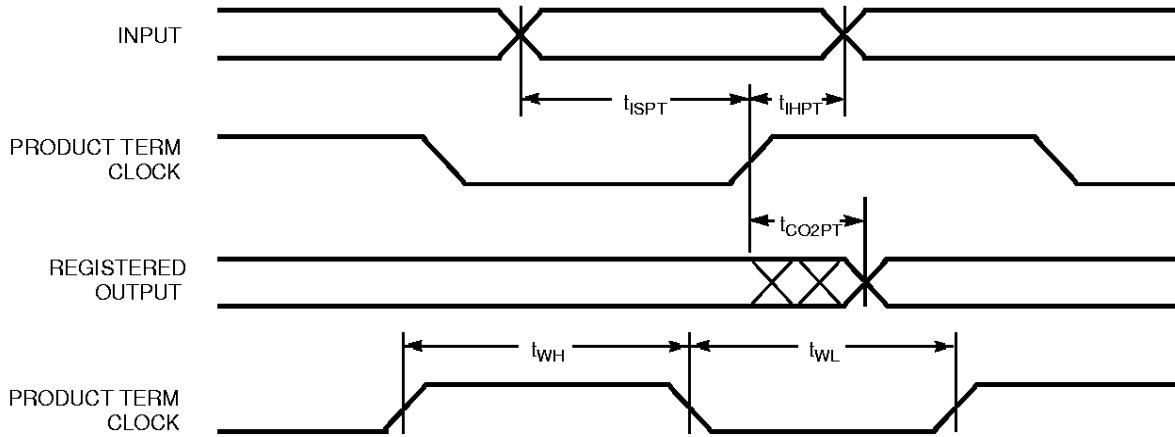 INPUT
tISPT
tIHPT
PRODUCT TERM
CLOCK
tCO2PT
REGISTERED
OUTPUT
tWH
tWL
PRODUCT TERM
CLOCK